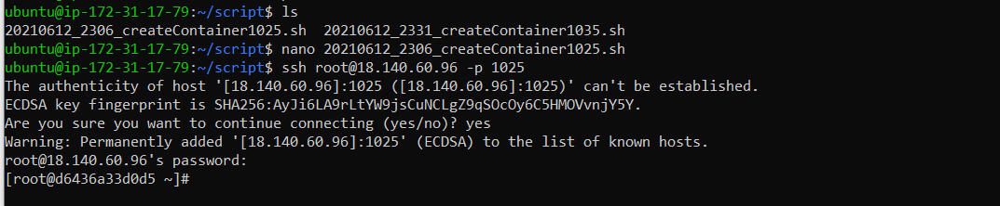 ubuntu@ip-172-31-17-79:~/script$ ls
20210612_2306_createContainer1025.sh  20210612_2331_createContainer1035.sh
ubuntu@ip-172-31-17-79:~/script$ nano 20210612_2306_createContainer1025.sh
ubuntu@ip-172-31-17-79:~/script$ ssh root@18.140.60.96 -p 1025
The authenticity of host '[18.140.60.96]:1025 ([18.140.60.96]:1025)' can't be established.
ECDSA key fingerprint is SHA256:AyJi6LA9rLtYW9jsCuNCLgZ9qSOcOy6C5HMOVvnjY5Y.
Are you sure you want to continue connecting (yes/no)? yes
Warning: Permanently added '[18.140.60.96]:1025' (ECDSA) to the list of known hosts.
root@18.140.60.96's password:
[root@d6436a33d0d5 ~]#